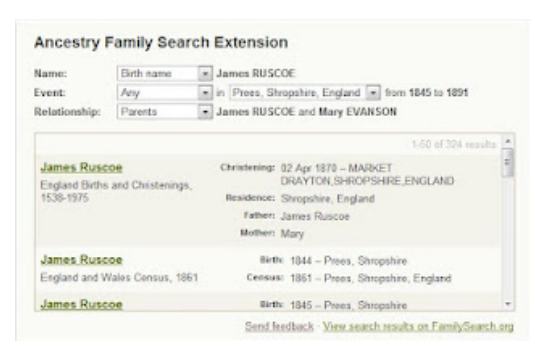 Ancestry Family Search Extension
Name: Birth name James RUSCOE
Event: Any in Prees, Shropshire, England from 1845 to 1891
Relationship: Parents James RUSCOE and Mary EVANSON
1-50 of 324 results
James Ruscoe Christening: 02 Apr 1870 – MARKET
England Births and Christenings, DRAYTON,SHROPSHIRE,ENGLAND
1538-1975 Residence: Shropshire, England
Father: James Ruscoe
Mother: Mary
James Ruscoe Birth: 1844 – Prees, Shropshire
England and Wales Census, 1861 Census: 1861 – Prees, Shropshire, England
James Ruscoe Birth: 1845 – Prees, Shropshire
Send feedback · View search results on FamilySearch.org